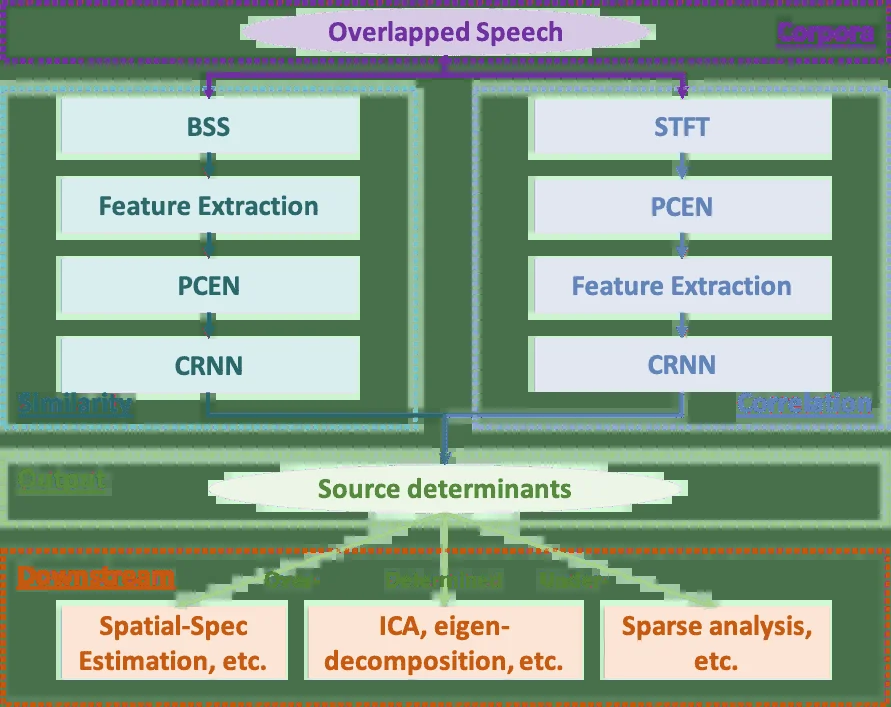 Overlapped Speech
Corpora
BSS
Feature Extraction
PCEN
CRNN
Similarity
STFT
PCEN
Feature Extraction
CRNN
Correlation
Output
Source determinants
Downstream
Over-
Determined
Under-
Spatial-Spec
Estimation, etc.
ICA, eigen-
decomposition, etc.
Sparse analysis,
etc.